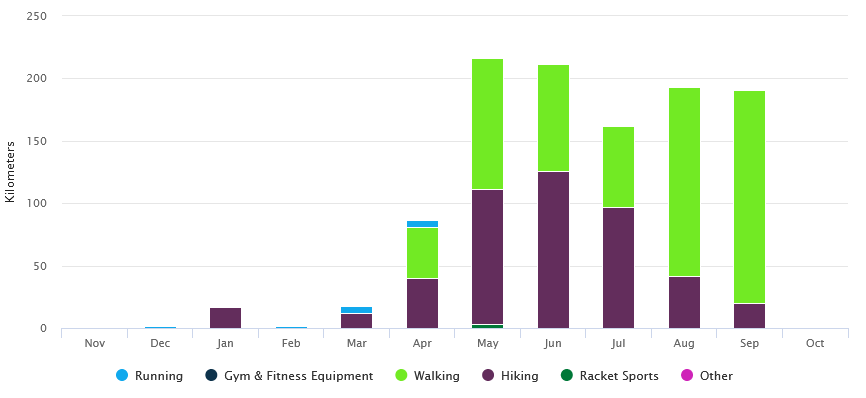 250
200
150
100
50
0
Kilometers
Nov Dec Jan Feb Mar Apr May Jun Jul Aug Sep Oct
Running Gym & Fitness Equipment Walking Hiking Racket Sports Other